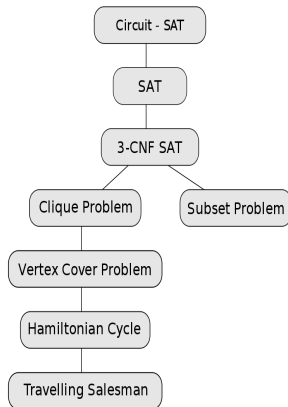 Circuit - SAT
SAT
3-CNF SAT
Clique Problem
Subset Problem
Vertex Cover Problem
Hamiltonian Cycle
Travelling Salesman